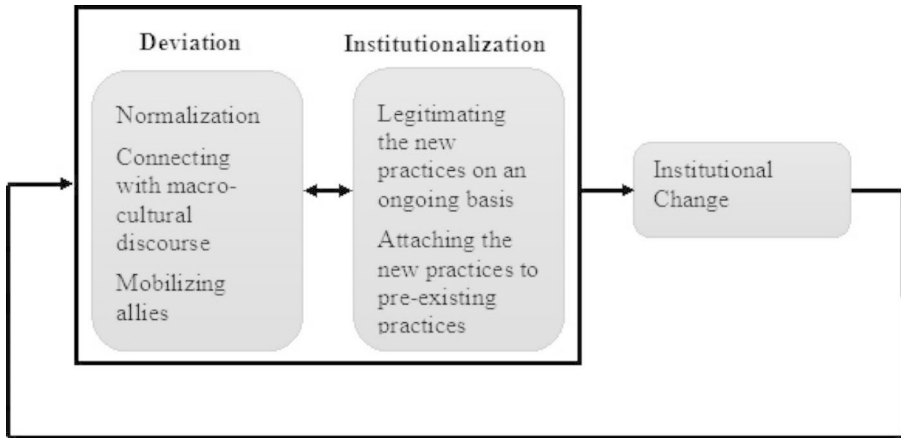 Deviation
Institutionalization
Normalization
Connecting
with macro-
cultural
discourse
Mobilizing
allies
Legitimating
the new
practices on an
ongoing basis
Attaching the
new practices to
pre-existing
practices
Institutional
Change